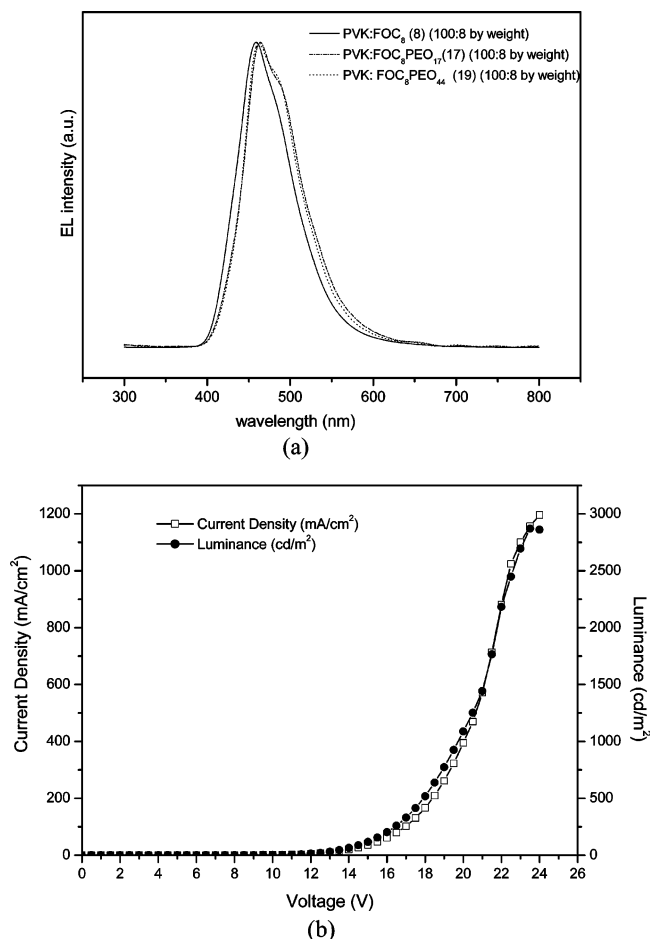 PVK:FOC8 (8) (100:8 by weight)
PVK:FOC8PEO17(17) (100:8 by weight)
PVK: FOC8PEO44 (19) (100:8 by weight)
EL intensity (a.u.)
300 400 500 600 700 800
wavelength (nm)
(a)
Current Density (mA/cm2)
Luminance (cd/m2)
1200
1000
800
600
400
200
0
Current Density (mA/cm2)
3000
2500
2000
1500
1000
500
0
Luminance (cd/m2)
0 2 4 6 8 10 12 14 16 18 20 22 24 26
Voltage (V)
(b)